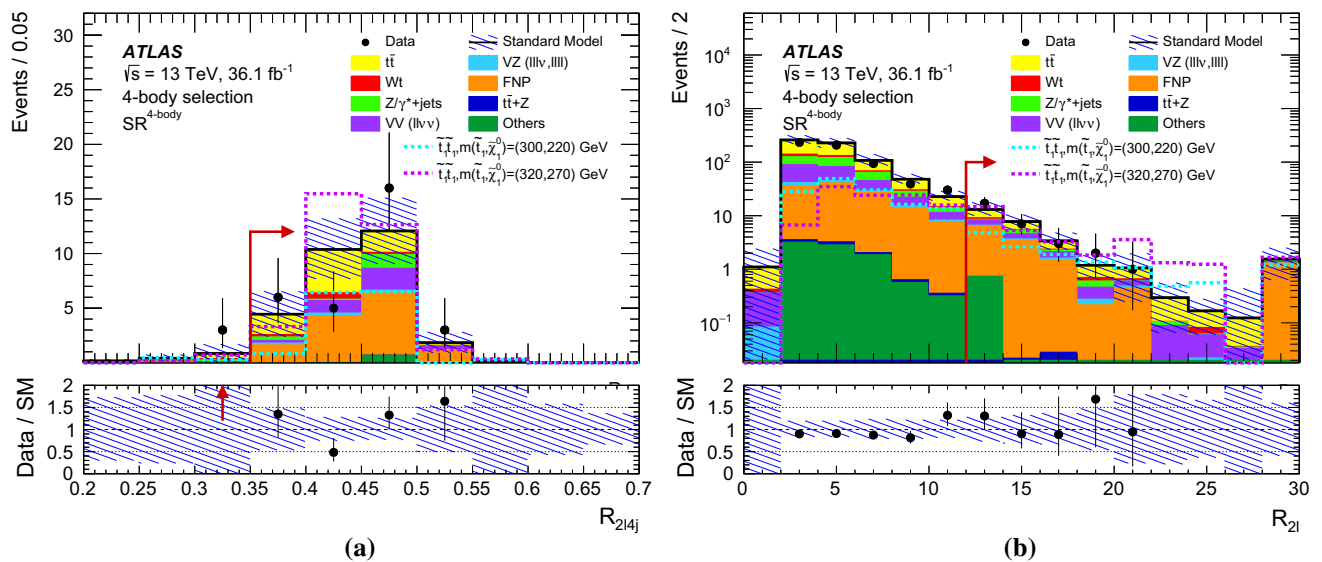 Events / 0.05
30
25
20
15
10
5
ATLAS
√s = 13 TeV, 36.1 fb⁻¹
4-body selection
SR⁴⁻ᵇᵒᵈʸ
Data
Standard Model
tt̄
VZ (lllν,llll)
Wt
FNP
Z/γ*+jets
tt̄+Z
VV (llνν)
Others
t̃₁t̃₁,m(t̃₁,χ̃₁⁰)=(300,220) GeV
t̃₁t̃₁,m(t̃₁,χ̃₁⁰)=(320,270) GeV
Data / SM
2
1.5
1
0.5
0
0.2 0.25 0.3 0.35 0.4 0.45 0.5 0.55 0.6 0.65 0.7
R₂ₗ₄ⱼ
(a)
Events / 2
10⁶
10⁵
10⁴
10³
10²
10
1
10⁻¹
ATLAS
√s = 13 TeV, 36.1 fb⁻¹
4-body selection
SR⁴⁻ᵇᵒᵈʸ
Data
Standard Model
tt̄
VZ (lllν,llll)
Wt
FNP
Z/γ*+jets
tt̄+Z
VV (llνν)
Others
t̃₁t̃₁,m(t̃₁,χ̃₁⁰)=(300,220) GeV
t̃₁t̃₁,m(t̃₁,χ̃₁⁰)=(320,270) GeV
Data / SM
2
1.5
1
0.5
0
0 5 10 15 20 25 30
R₂ₗ
(b)